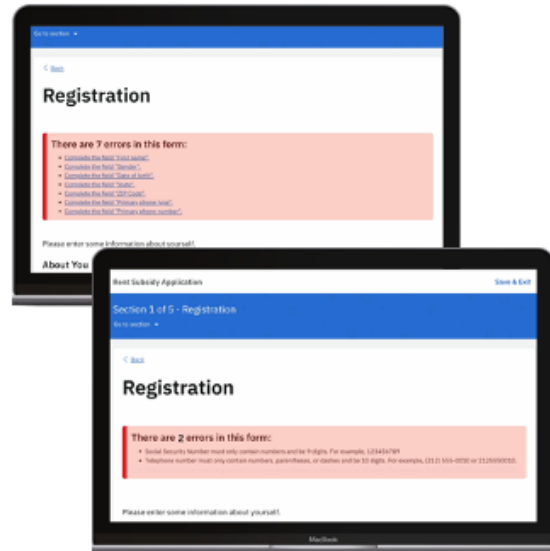 Go to section
Back
Registration
There are 7 errors in this form:
Complete the field "First name".
Complete the field "Gender".
Complete the field "Date of birth".
Complete the field "State".
Complete the field "ZIP Code".
Complete the field "Primary phone type".
Complete the field "Primary phone number".
Please enter some information about yourself.
About You
Rent Subsidy Application
Save & Exit
Section 1 of 5 - Registration
Go to section
Back
Registration
There are 2 errors in this form:
Social Security Number must only contain numbers and be 9 digits. For example, 123456789
Telephone number must only contain numbers, parentheses, or dashes and be 10 digits. For example, (212) 555-0010 or 2125550010.
Please enter some information about yourself.
MacBook